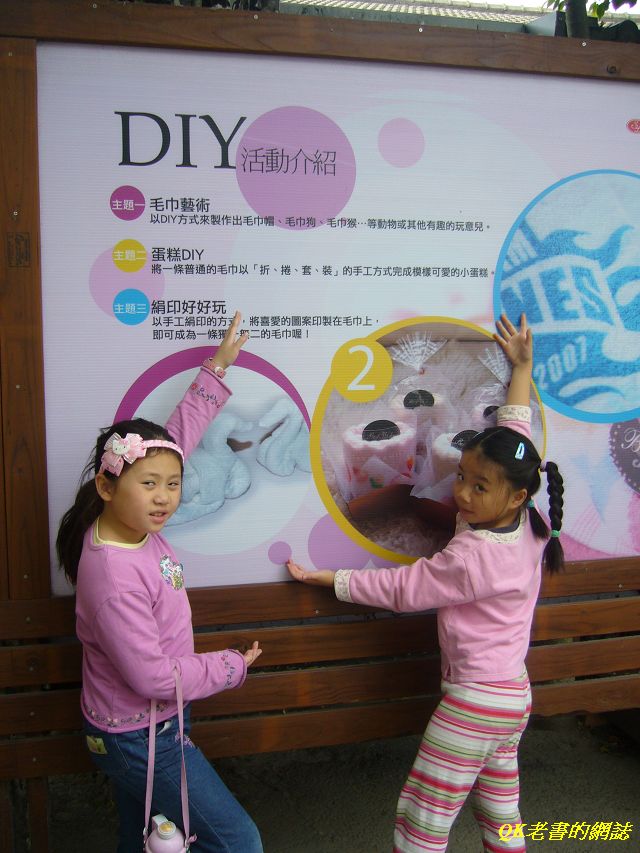 DIY 活動介紹
主題一 毛巾藝術
以DIY方式來製作出毛巾帽、毛巾狗、毛巾猴…等動物或其他有趣的玩意兒。
主題二 蛋糕DIY
將一條普通的毛巾以「折、捲、套、裝」的手工方式完成模樣可愛的小蛋糕。
主題三 絹印好好玩
以手工絹印的方式，將喜愛的圖案印製在毛巾上，
即可成為一條獨 二的毛巾喔！
2
2007
QK老書的網誌